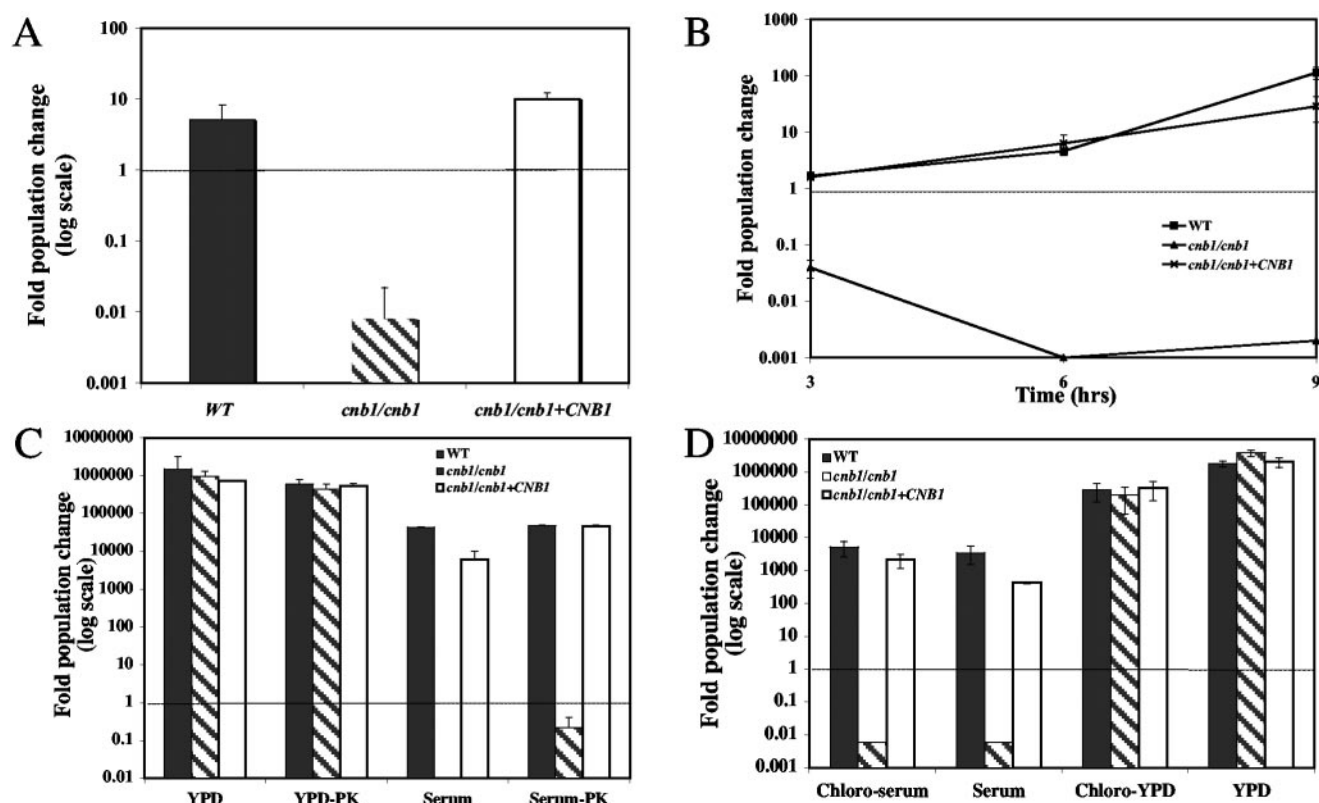 A
Fold population change
(log scale)
100
10
1
0.1
0.01
0.001
WT
cnb1/cnb1
cnb1/cnb1+CNB1
B
Fold population change
1000
100
10
1
0.1
0.01
0.001
WT
cnb1/cnb1
cnb1/cnb1+CNB1
3
6
9
Time (hrs)
C
Fold population change
(log scale)
10000000
1000000
100000
10000
1000
100
10
1
0.1
0.01
WT
cnb1/cnb1
cnb1/cnb1+CNB1
YPD
YPD-PK
Serum
Serum-PK
D
Fold population change
(log scale)
10000000
1000000
100000
10000
1000
100
10
1
0.1
0.01
0.001
WT
cnb1/cnb1
cnb1/cnb1+CNB1
Chloro-serum
Serum
Chloro-YPD
YPD